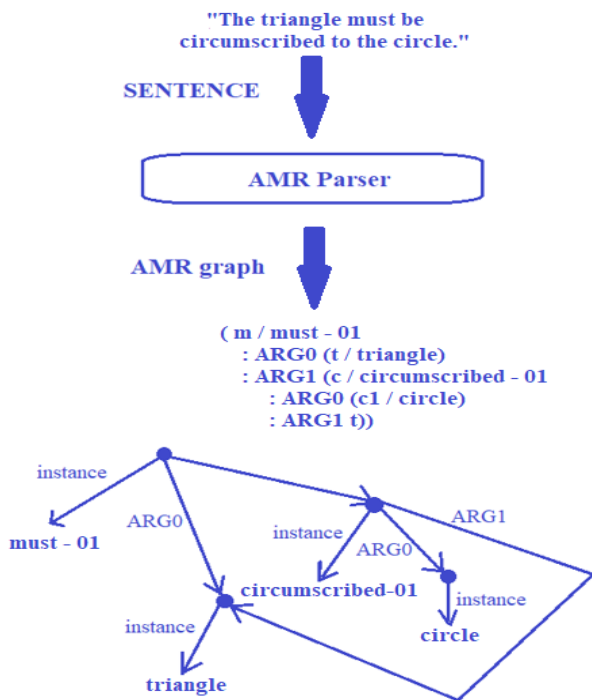 "The triangle must be
circumscribed to the circle."
SENTENCE
AMR Parser
AMR graph
( m / must - 01
: ARG0 (t / triangle)
: ARG1 (c / circumscribed - 01
: ARG0 (c1 / circle)
: ARG1 t))
instance
must - 01
ARG0
instance
ARG0
ARG1
circumscribed-01
instance
circle
instance
triangle